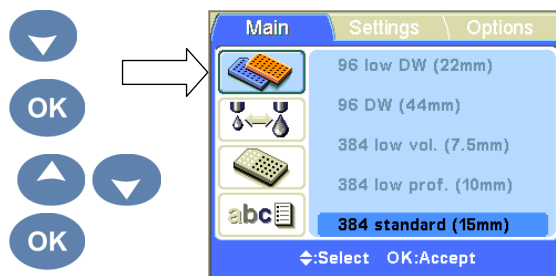 OK
OK
Main Settings Options
96 low DW (22mm)
96 DW (44mm)
384 low vol. (7.5mm)
384 low prof. (10mm)
abc
384 standard (15mm)
:Select OK:Accept